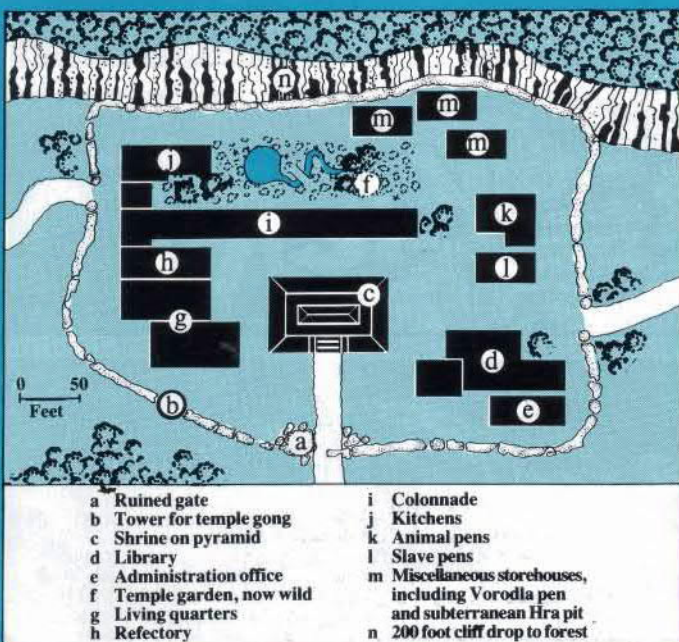 n
m
m
m
j
f
i
k
h
l
c
g
d
e
0 50
Feet
b
a
a Ruined gate
b Tower for temple gong
c Shrine on pyramid
d Library
e Administration office
f Temple garden, now wild
g Living quarters
h Refectory
i Colonnade
j Kitchens
k Animal pens
l Slave pens
m Miscellaneous storehouses,
including Vorodla pen
and subterranean Hra pit
n 200 foot cliff drop to forest